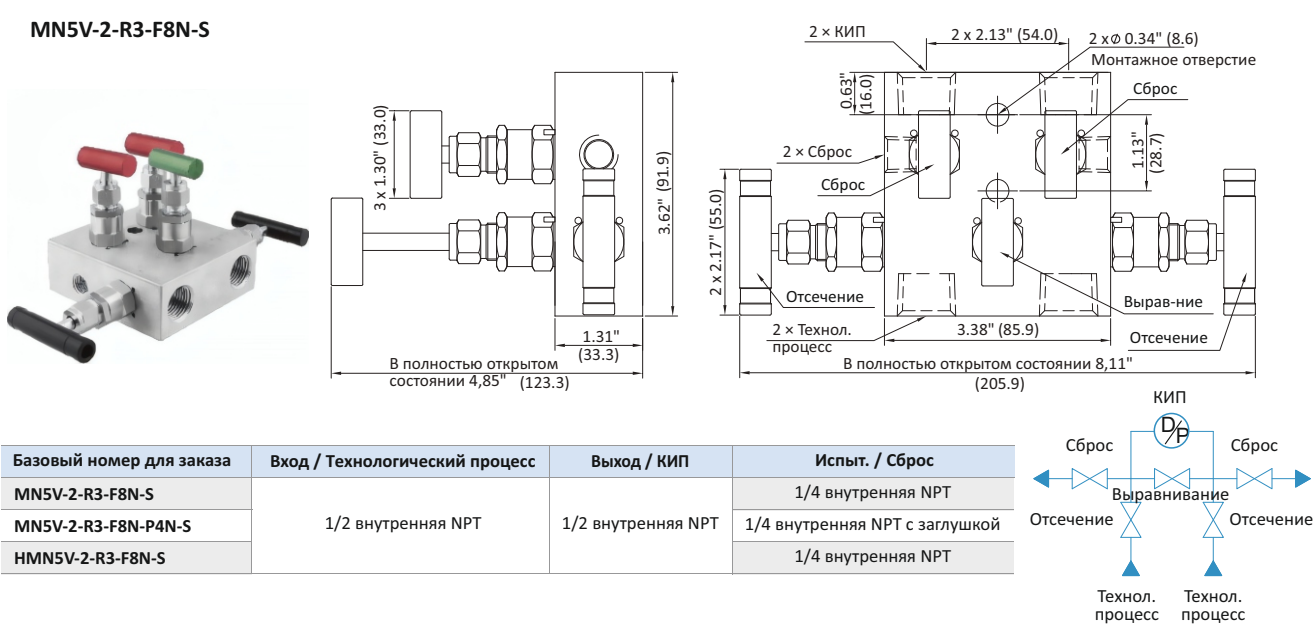 MN5V-2-R3-F8N-S
3 x 1.30" (33.0)
3.62" (91.9)
1.31"
(33.3)
В полностью открытом
состоянии 4,85" (123.3)
2 × КИП
2 x 2.13" (54.0)
2 x ø 0.34" (8.6)
Монтажное отверстие
Сброс
0.63"
(16.0)
1.13"
(28.7)
2 × Сброс
Сброс
2 x 2.17" (55.0)
Отсечение
Вырав-ние
Отсечение
2 × Технол.
процесс
3.38" (85.9)
В полностью открытом состоянии 8,11"
(205.9)
КИП
D/P
Сброс
Сброс
Выравнивание
Отсечение
Отсечение
Технол.
процесс
Технол.
процесс
Базовый номер для заказа
Вход / Технологический процесс
Выход / КИП
Испыт. / Сброс
MN5V-2-R3-F8N-S
1/2 внутренняя NPT
1/2 внутренняя NPT
1/4 внутренняя NPT
MN5V-2-R3-F8N-P4N-S
1/4 внутренняя NPT с заглушкой
HMN5V-2-R3-F8N-S
1/4 внутренняя NPT